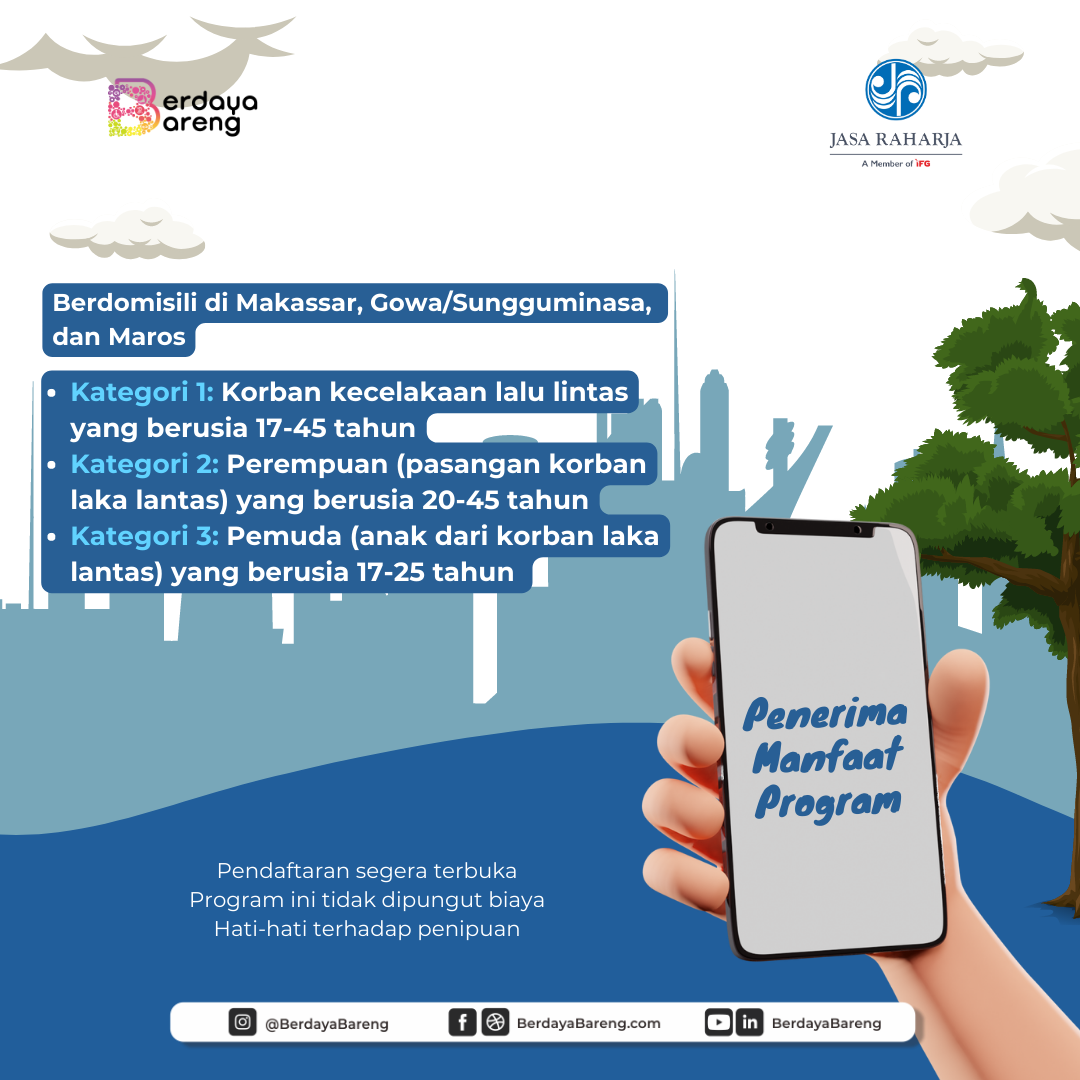 Berdaya
Bareng
JASA RAHARJA
A Member of IFG
Berdomisili di Makassar, Gowa/Sungguminasa,
dan Maros
• Kategori 1: Korban kecelakaan lalu lintas
yang berusia 17-45 tahun
• Kategori 2: Perempuan (pasangan korban
laka lantas) yang berusia 20-45 tahun
• Kategori 3: Pemuda (anak dari korban laka
lantas) yang berusia 17-25 tahun
Penerima
Manfaat
Program
Pendaftaran segera terbuka
Program ini tidak dipungut biaya
Hati-hati terhadap penipuan
@BerdayaBareng BerdayaBareng.com BerdayaBareng